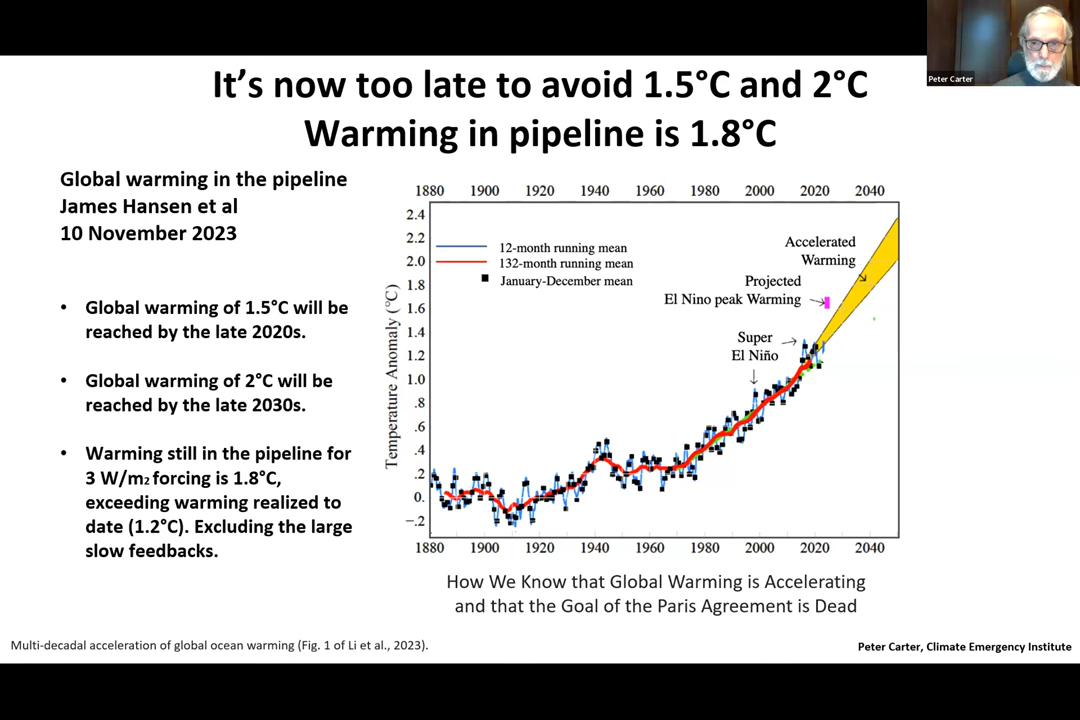 Peter Carter
It's now too late to avoid 1.5°C and 2°C
Warming in pipeline is 1.8°C
Global warming in the pipeline
James Hansen et al
10 November 2023
• Global warming of 1.5°C will be
reached by the late 2020s.
• Global warming of 2°C will be
reached by the late 2030s.
• Warming still in the pipeline for
3 W/m2 forcing is 1.8°C,
exceeding warming realized to
date (1.2°C). Excluding the large
slow feedbacks.
1880 1900 1920 1940 1960 1980 2000 2020 2040
2.4
2.2
2.0
1.8
1.6
1.4
1.2
1.0
.8
.6
.4
.2
0.
−.2
Temperature Anomaly (°C)
12-month running mean
132-month running mean
January-December mean
Accelerated
Warming
Projected
El Nino peak Warming
Super
El Niño
1880 1900 1920 1940 1960 1980 2000 2020 2040
How We Know that Global Warming is Accelerating
and that the Goal of the Paris Agreement is Dead
Multi-decadal acceleration of global ocean warming (Fig. 1 of Li et al., 2023).
Peter Carter, Climate Emergency Institute